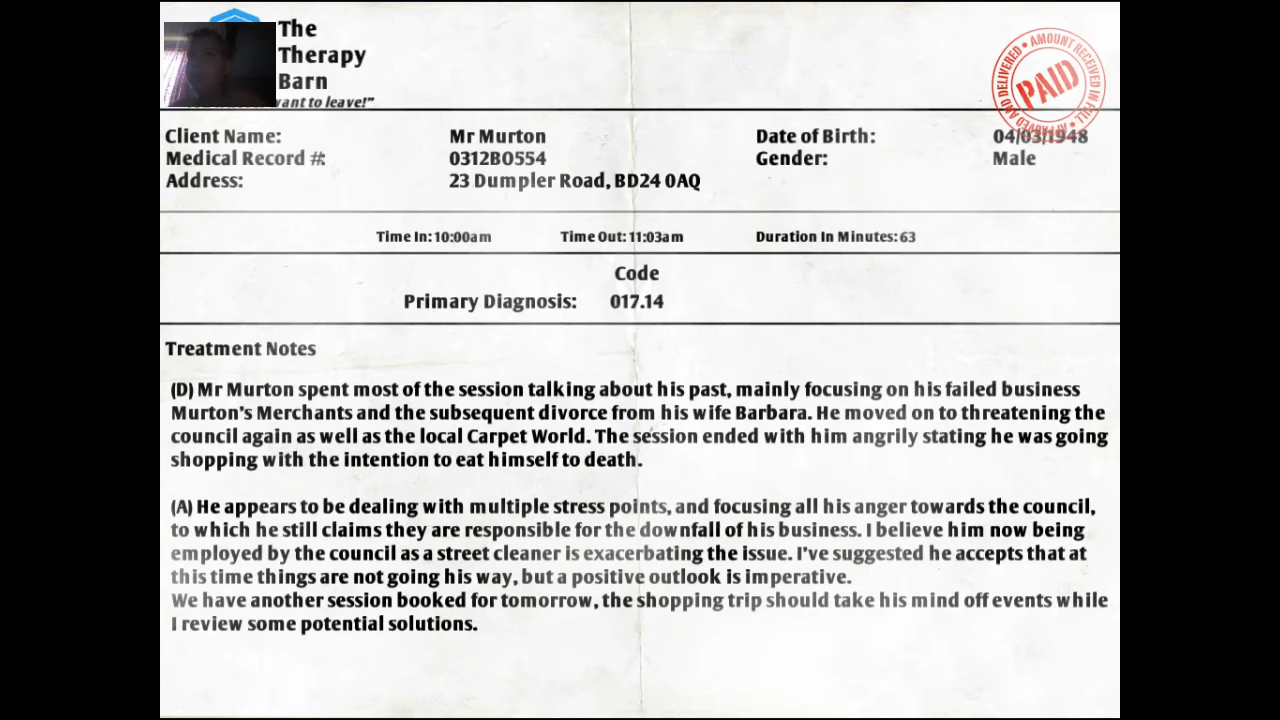 The
Therapy
Barn
want to leave!”
AMOUNT RECEIVED IN FULL • APPROVED AND DELIVERED •
PAID
Client Name: Mr Murton Date of Birth: 04/03/1948
Medical Record #: 0312BO554 Gender: Male
Address: 23 Dumpler Road, BD24 0AQ
Time In: 10:00am Time Out: 11:03am Duration In Minutes: 63
Code
Primary Diagnosis: 017.14
Treatment Notes
(D) Mr Murton spent most of the session talking about his past, mainly focusing on his failed business
Murton’s Merchants and the subsequent divorce from his wife Barbara. He moved on to threatening the
council again as well as the local Carpet World. The session ended with him angrily stating he was going
shopping with the intention to eat himself to death.
(A) He appears to be dealing with multiple stress points, and focusing all his anger towards the council,
to which he still claims they are responsible for the downfall of his business. I believe him now being
employed by the council as a street cleaner is exacerbating the issue. I’ve suggested he accepts that at
this time things are not going his way, but a positive outlook is imperative.
We have another session booked for tomorrow, the shopping trip should take his mind off events while
I review some potential solutions.